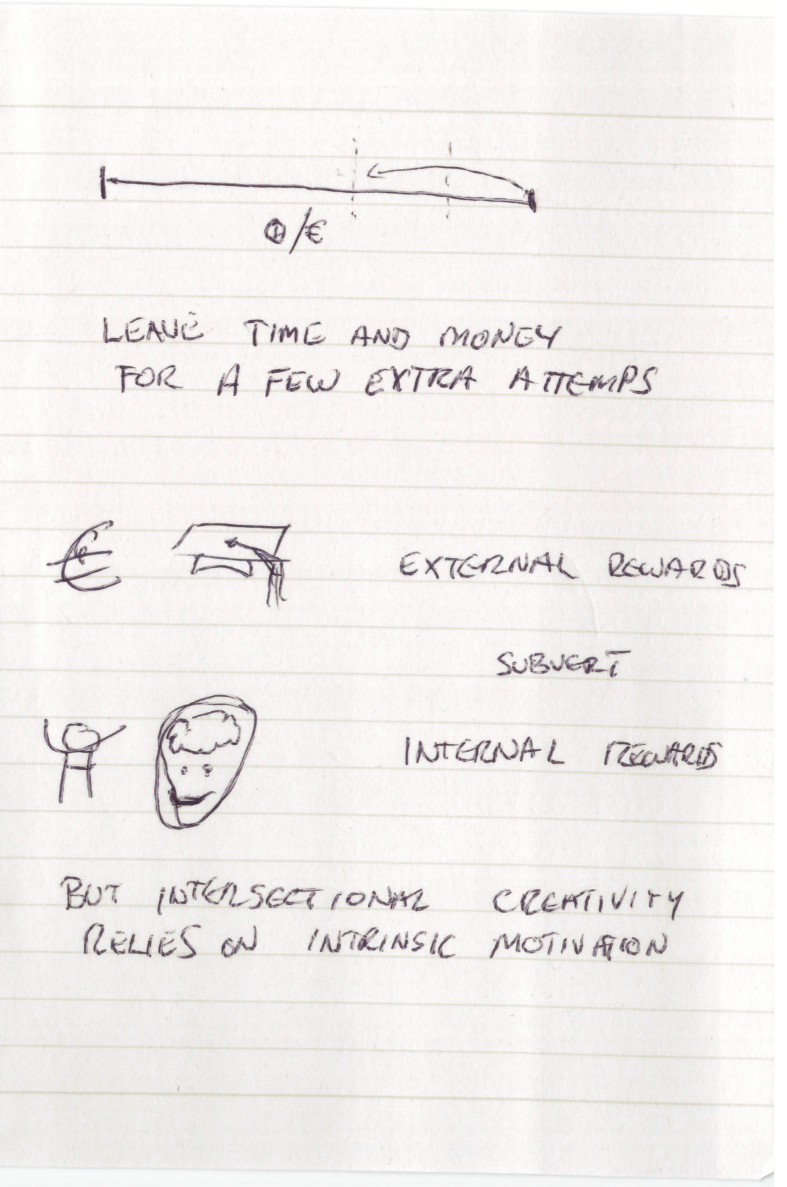 /€
LEAVE TIME AND MONEY
FOR A FEW EXTRA ATTEMPS
€
EXTERNAL REWARDS
SUBVERT
INTERNAL REWARDS
BUT INTERSECTIONAL CREATIVITY
RELIES ON INTRINSIC MOTIVATION